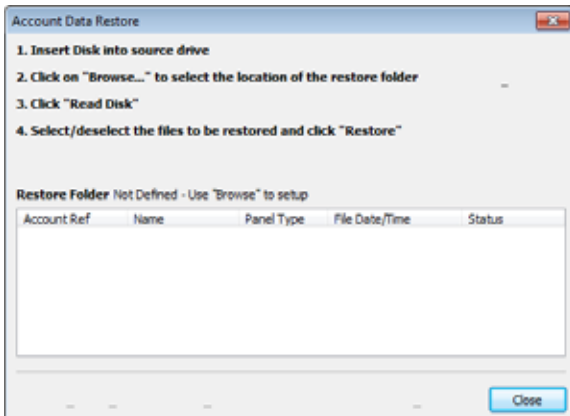 Account Data Restore
1. Insert Disk into source drive
2. Click on "Browse..." to select the location of the restore folder
3. Click "Read Disk"
4. Select/deselect the files to be restored and click "Restore"
Restore Folder Not Defined - Use "Browse" to setup
Account Ref Name Panel Type File Date/Time Status
Close